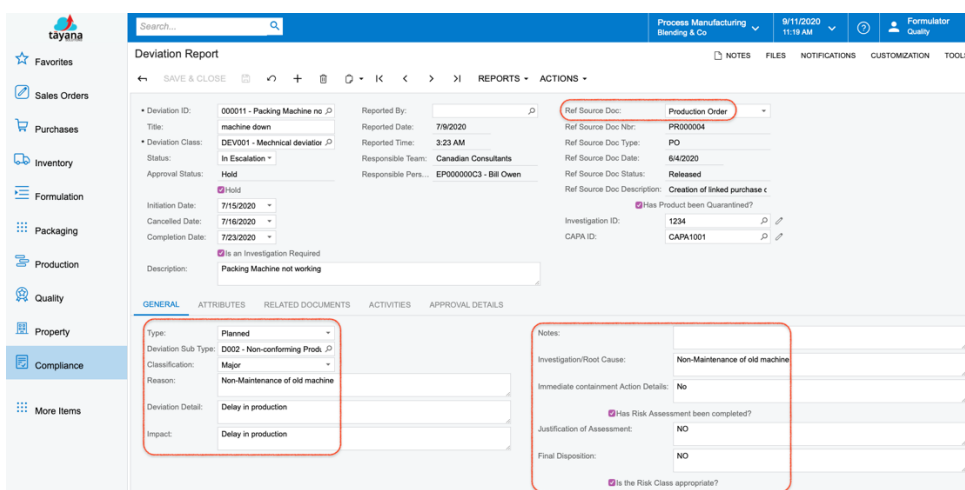 tayana
Search...
Process Manufacturing
Blending & Co
9/11/2020
11:19 AM
Formulator
Quality
Favorites
Sales Orders
Purchases
Inventory
Formulation
Packaging
Production
Quality
Property
Compliance
More Items
Deviation Report
NOTES FILES NOTIFICATIONS CUSTOMIZATION TOOL
SAVE & CLOSE REPORTS ACTIONS
Deviation ID: 000011 - Packing Machine no
Title: machine down
Deviation Class: DEV001 - Mechnical deviation
Status: In Escalation
Approval Status: Hold
Hold
Initiation Date: 7/15/2020
Cancelled Date: 7/16/2020
Completion Date: 7/23/2020
Is an Investigation Required
Description: Packing Machine not working
Reported By:
Reported Date: 7/9/2020
Reported Time: 3:23 AM
Responsible Team: Canadian Consultants
Responsible Pers... EP000000C3 - Bill Owen
Ref Source Doc: Production Order
Ref Source Doc Nbr: PR000004
Ref Source Doc Type: PO
Ref Source Doc Date: 6/4/2020
Ref Source Doc Status: Released
Ref Source Doc Description: Creation of linked purchase c
Has Product been Quarantined?
Investigation ID: 1234
CAPA ID: CAPA1001
GENERAL ATTRIBUTES RELATED DOCUMENTS ACTIVITIES APPROVAL DETAILS
Type: Planned
Deviation Sub Type: D002 - Non-conforming Produ
Classification: Major
Reason: Non-Maintenance of old machine
Deviation Detail: Delay in production
Impact: Delay in production
Notes:
Investigation/Root Cause: Non-Maintenance of old machine
Immediate containment Action Details: No
Has Risk Assessment been completed?
Justification of Assessment: NO
Final Disposition: NO
Is the Risk Class appropriate?